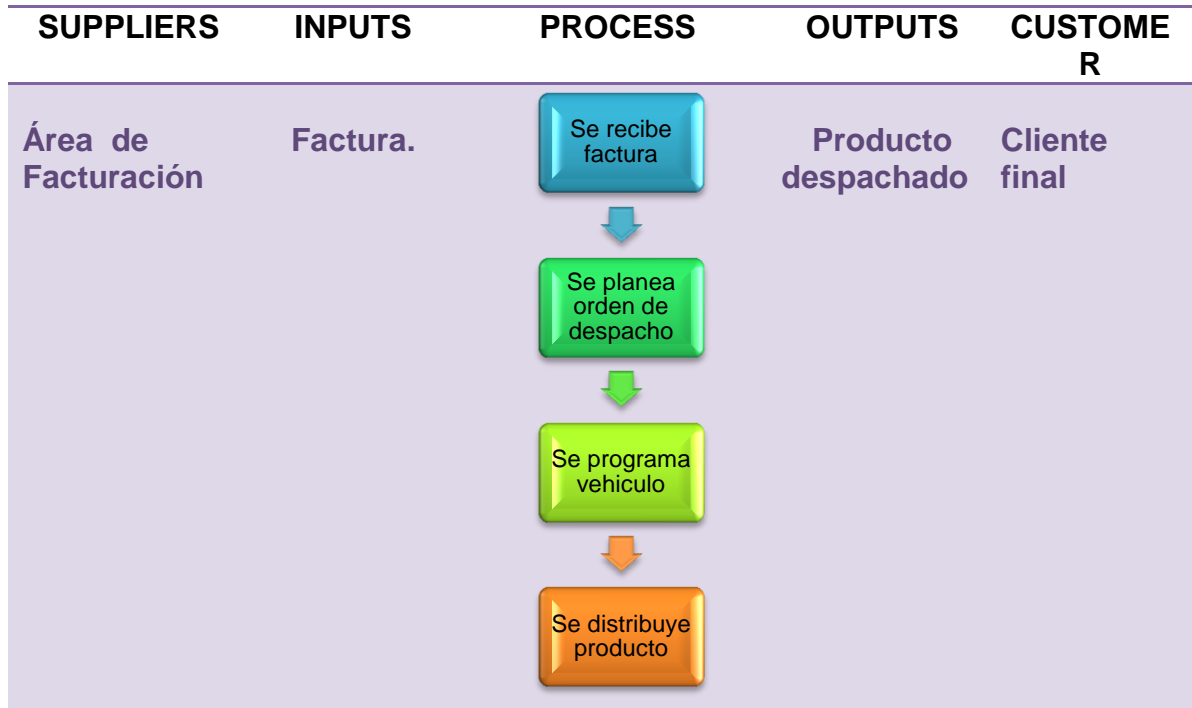 SUPPLIERS INPUTS PROCESS OUTPUTS CUSTOME
R
Área de
Facturación
Factura.
Se recibe
factura
Se planea
orden de
despacho
Se programa
vehiculo
Se distribuye
producto
Producto
despachado
Cliente
final